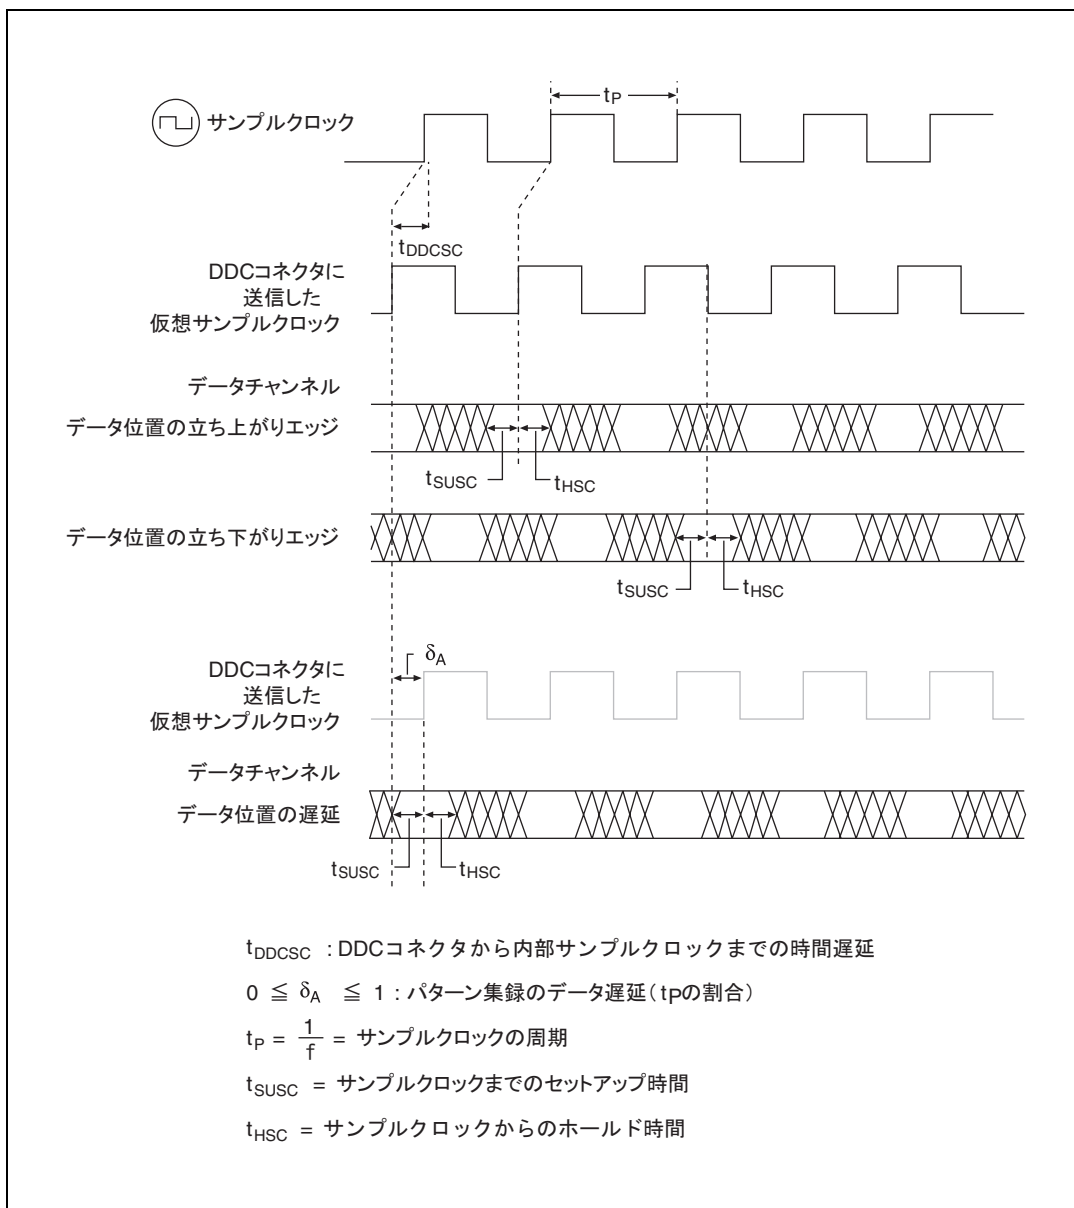 サンプルクロック
tP
tDDCSC
DDCコネクタに
送信した
仮想サンプルクロック
データチャンネル
データ位置の立ち上がりエッジ
tSUSC
tHSC
データ位置の立ち下がりエッジ
tSUSC
tHSC
δA
DDCコネクタに
送信した
仮想サンプルクロック
データチャンネル
データ位置の遅延
tSUSC
tHSC
tDDCSC : DDCコネクタから内部サンプルクロックまでの時間遅延
0 ≦ δA ≦ 1 : パターン集録のデータ遅延(tPの割合)
tP = 1/f = サンプルクロックの周期
tSUSC = サンプルクロックまでのセットアップ時間
tHSC = サンプルクロックからのホールド時間